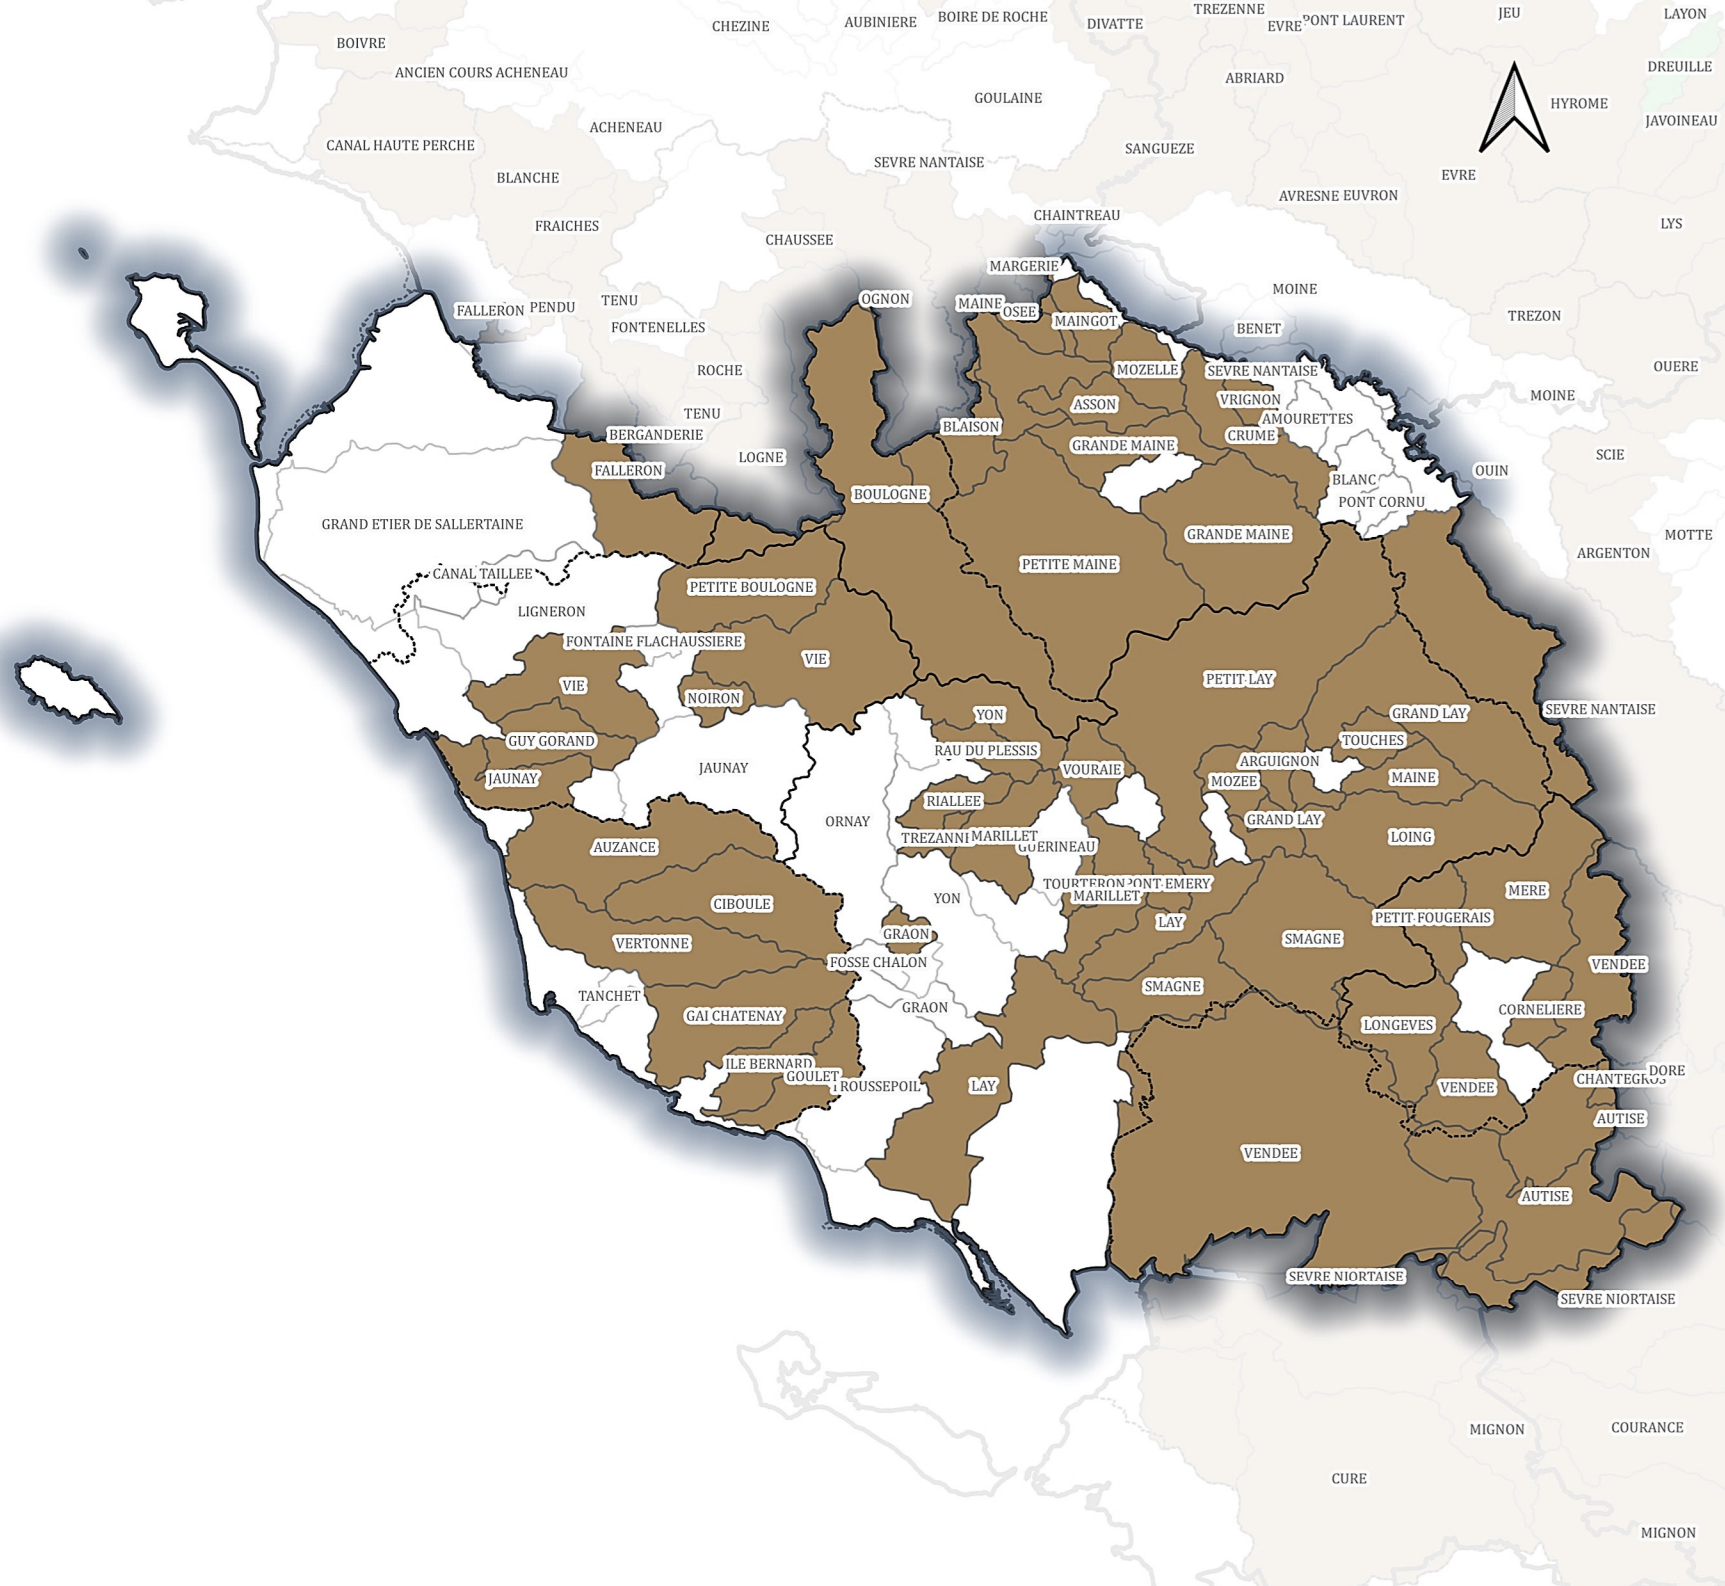 TREZENNE
JEU
LAYON
BOIRE DE ROCHE
CHEZINE
AUBINIERE
DIVATTE
EVRE
PONT LAURENT
BOIVRE
DREUILLE
ANCIEN COURS ACHENEAU
ABRIARD
GOULAINE
HYROME
JAVOINEAU
ACHENEAU
CANAL HAUTE PERCHE
SANGUEZE
SEVRE NANTAISE
BLANCHE
EVRE
AVRESNE EUVRON
CHAINTREAU
LYS
FRAICHES
CHAUSSEE
MARGERIE
MOINE
OGNON
TENU
MAINE
FALLERON
PENDU
OSEE
MAINGOT
TREZON
FONTENELLES
BENET
ROCHE
MOZELLE
SEVRE NANTAISE
OUERE
MOINE
VRIGNON
ASSON
TENU
AMOURETTES
BLAISON
BERGANDERIE
CRUME
GRANDE MAINE
SCIE
LOGNE
FALLERON
OUIN
BLANC
BOULOGNE
PONT CORNU
GRAND ETIER DE SALLERTAINE
GRANDE MAINE
MOTTE
ARGENTON
PETITE MAINE
CANAL TAILLEE
PETITE BOULOGNE
LIGNERON
FONTAINE FLACHAUSSIERE
VIE
PETIT LAY
VIE
NOIRON
SEVRE NANTAISE
YON
GRAND LAY
GUY GORAND
TOUCHES
RAU DU PLESSIS
ARGUIGNON
JAUNAY
VOURAIE
JAUNAY
MAINE
MOZEE
RIALLEE
ORNAY
GRAND LAY
MARILLET
LOING
AUZANCE
GUERINEAU
PONT EMERY
MERE
MARILLET
YON
CIBOULE
PETIT FOUGERAIS
LAY
GRAON
SMAGNE
VERTONNE
FOSSE CHALON
VENDEE
SMAGNE
TANCHET
GRAON
CORNELIERE
GAI CHATENAY
LONGEVES
ILE BERNARD
DORE
GOULET
LAY
VENDEE
AUTISE
VENDEE
AUTISE
SEVRE NIORTAISE
SEVRE NIORTAISE
MIGNON
COURANCE
CURE
MIGNON